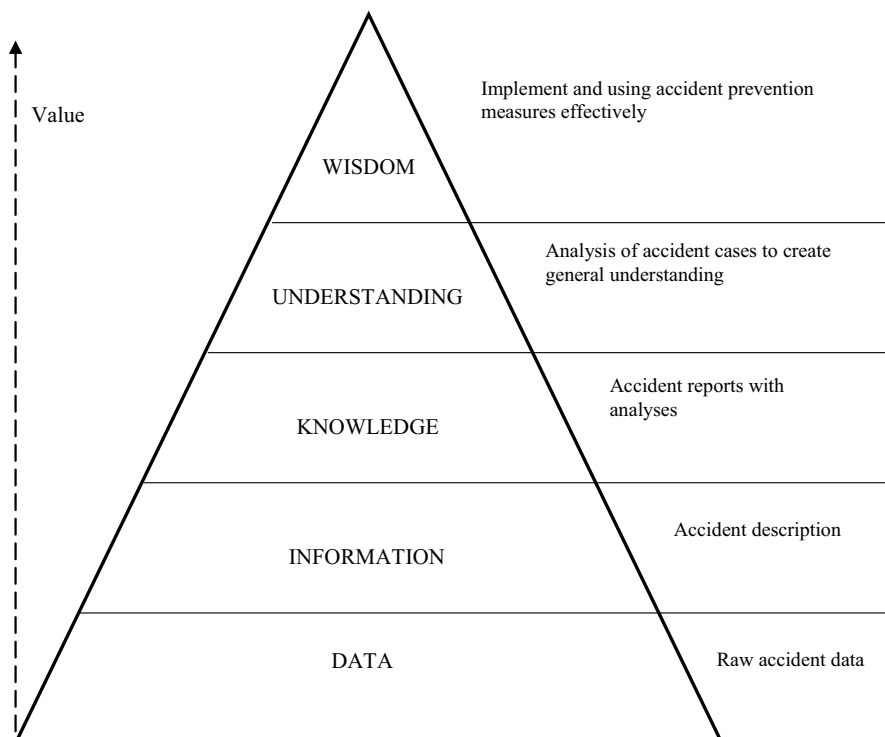 Value
Implement and using accident prevention
measures effectively
WISDOM
Analysis of accident cases to create
general understanding
UNDERSTANDING
Accident reports with
analyses
KNOWLEDGE
Accident description
INFORMATION
DATA
Raw accident data